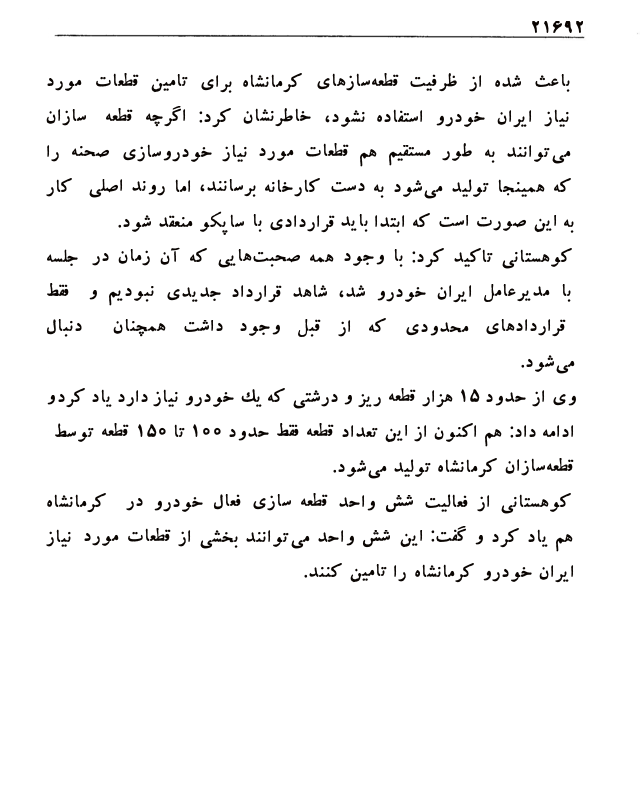 ۲۱۶۹۲
باعث شده از ظرفیت قطعه‌سازهای کرمانشاه برای تامین قطعات مورد
نیاز ایران خودرو استفاده نشود، خاطرنشان کرد: اگرچه قطعه سازان
می‌توانند به طور مستقیم هم قطعات مورد نیاز خودروسازی صحنه را
که همینجا تولید می‌شود به دست کارخانه برسانند، اما روند اصلی کار
به این صورت است که ابتدا باید قراردادی با ساپکو منعقد شود.
کوهستانی تاکید کرد: با وجود همه صحبت‌هایی که آن زمان در جلسه
با مدیرعامل ایران خودرو شد، شاهد قرارداد جدیدی نبودیم و فقط
قراردادهای محدودی که از قبل وجود داشت همچنان دنبال
می‌شود.
وی از حدود ۱۵ هزار قطعه ریز و درشتی که یك خودرو نیاز دارد یاد کردو
ادامه داد: هم اکنون از این تعداد قطعه فقط حدود ۱۰۰ تا ۱۵۰ قطعه توسط
قطعه‌سازان کرمانشاه تولید می‌شود.
کوهستانی از فعالیت شش واحد قطعه سازی فعال خودرو در کرمانشاه
هم یاد کرد و گفت: این شش واحد می‌توانند بخشی از قطعات مورد نیاز
ایران خودرو کرمانشاه را تامین کنند.